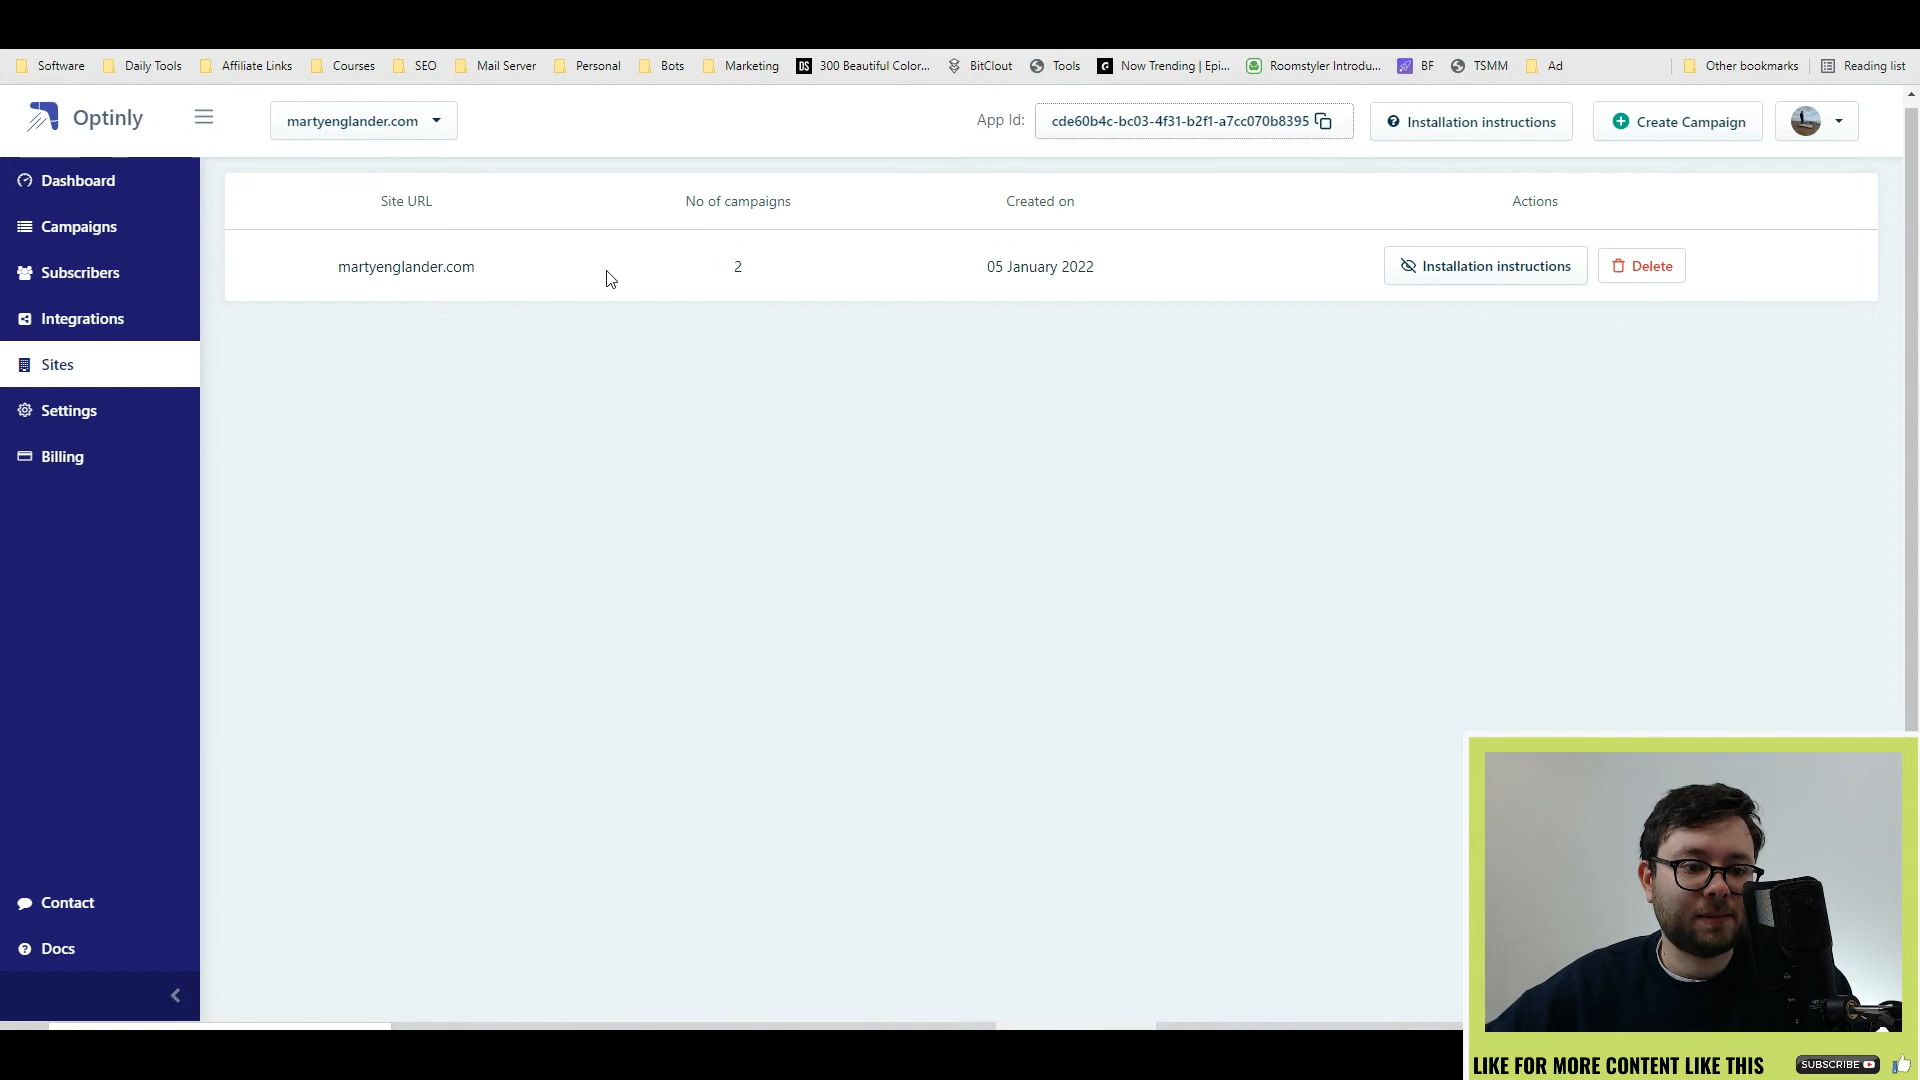 Software Daily Tools Affiliate Links Courses SEO Mail Server Personal Bots Marketing DS 300 Beautiful Color... BitClout Tools Now Trending | Epi... Roomstyler Introdu... BF TSMM Ad Other bookmarks Reading list
Optinly martyenglander.com App Id: cde60b4c-bc03-4f31-b2f1-a7cc070b8395 Installation instructions Create Campaign
Dashboard
Campaigns
Subscribers
Integrations
Sites
Settings
Billing
Contact
Docs
Site URL No of campaigns Created on Actions
martyenglander.com 2 05 January 2022 Installation instructions Delete
LIKE FOR MORE CONTENT LIKE THIS SUBSCRIBE